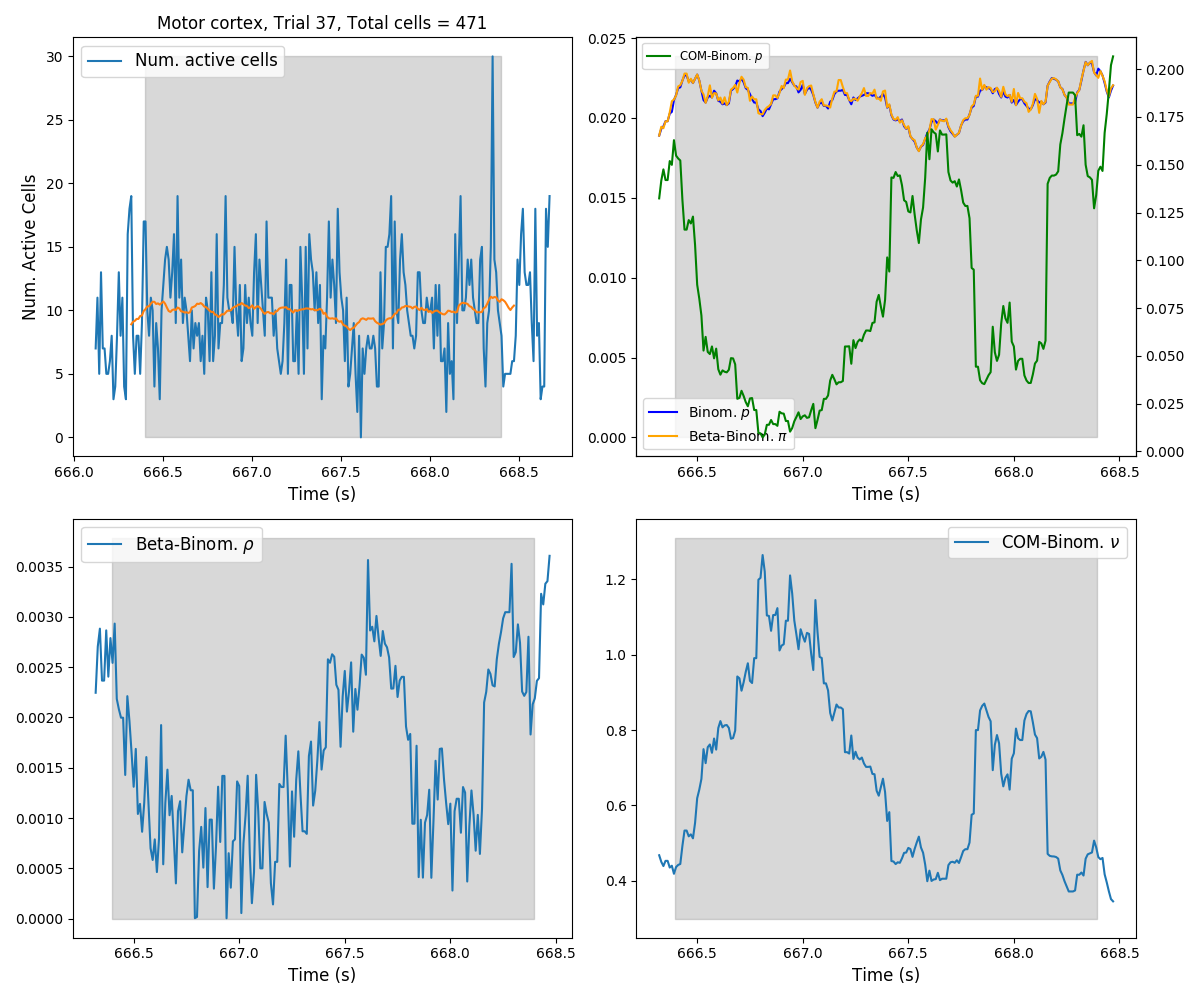 Motor cortex, Trial 37, Total cells = 471
Num. active cells
Num. Active Cells
30
25
20
15
10
5
0
666.0 666.5 667.0 667.5 668.0 668.5
Time (s)
COM-Binom. p
Binom. p
Beta-Binom. π
0.025
0.020
0.015
0.010
0.005
0.000
0.200
0.175
0.150
0.125
0.100
0.075
0.050
0.025
0.000
666.5 667.0 667.5 668.0 668.5
Time (s)
Beta-Binom. ρ
0.0035
0.0030
0.0025
0.0020
0.0015
0.0010
0.0005
0.0000
666.5 667.0 667.5 668.0 668.5
Time (s)
COM-Binom. ν
1.2
1.0
0.8
0.6
0.4
666.5 667.0 667.5 668.0 668.5
Time (s)